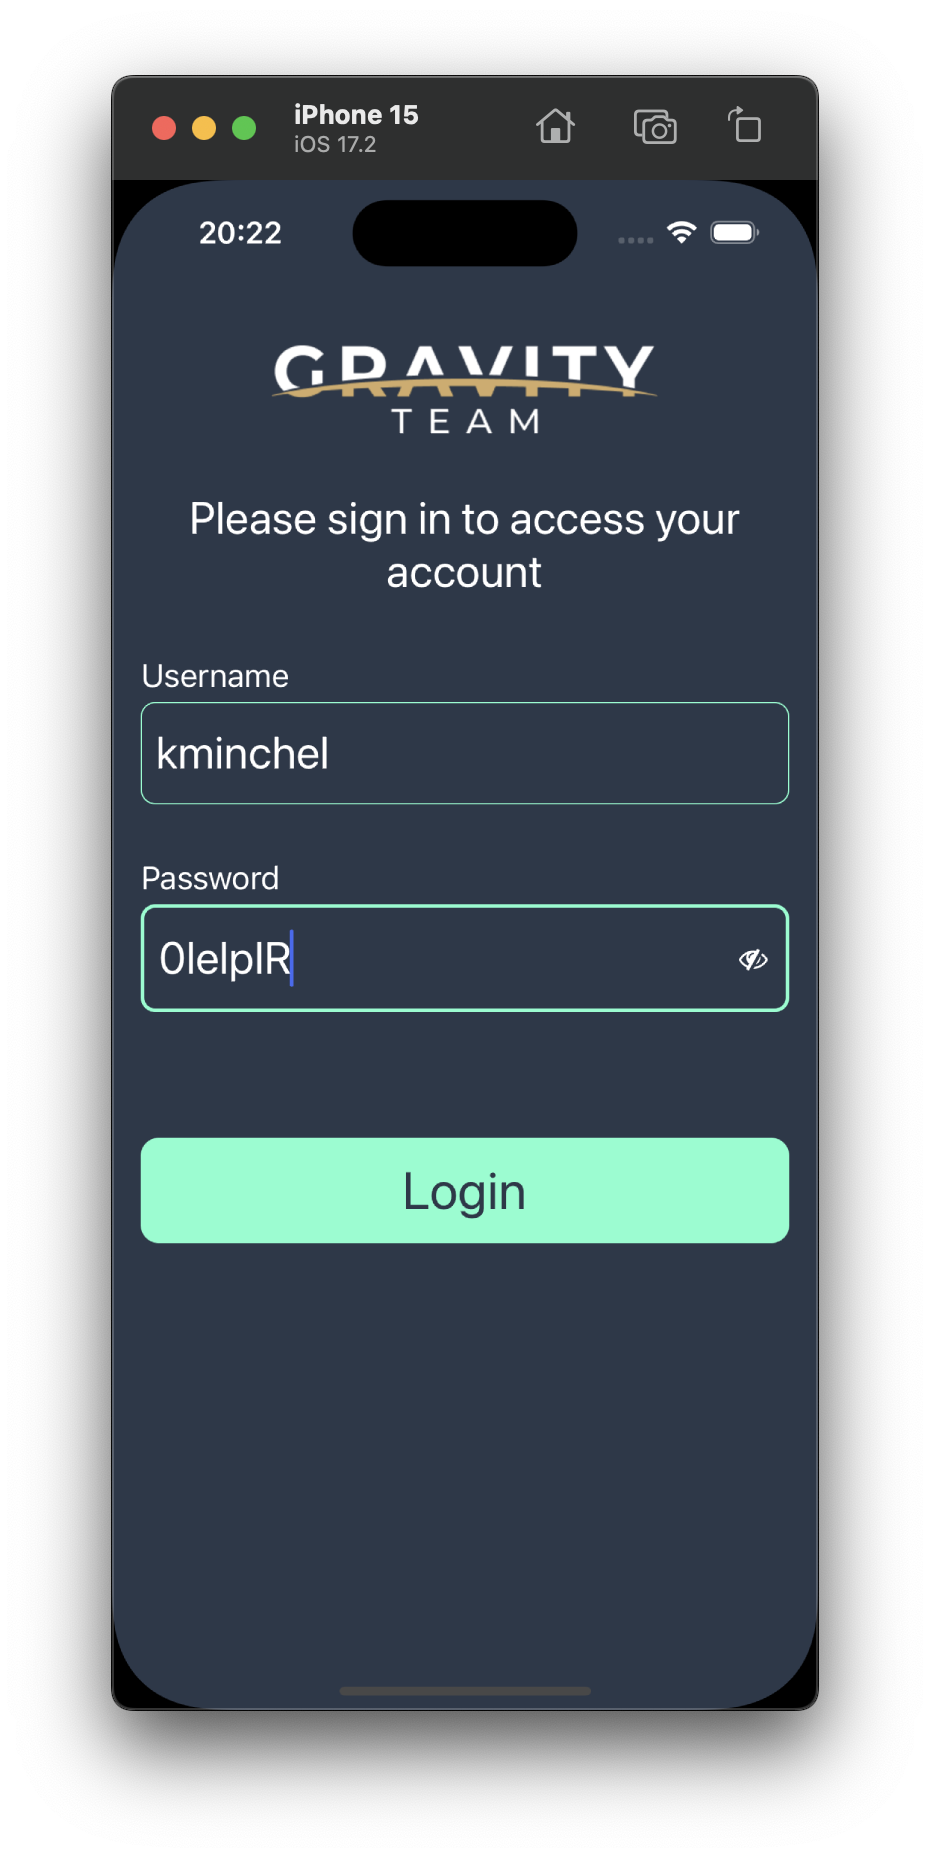 iPhone 15
iOS 17.2
20:22
GRAVITY
TEAM
Please sign in to access your
account
Username
kminchel
Password
0lelplR
Login